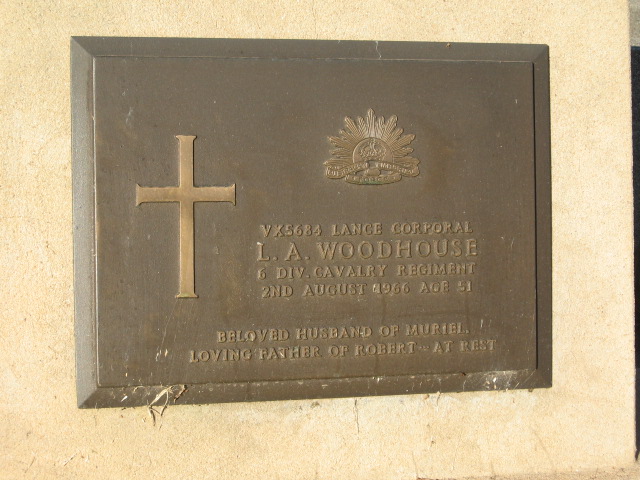 VX5684 LANCE CORPORAL
L. A. WOODHOUSE
6 DIV. CAVALRY REGIMENT
2ND AUGUST 1966 AGE 51
BELOVED HUSBAND OF MURIEL.
LOVING FATHER OF ROBERT ~ AT REST